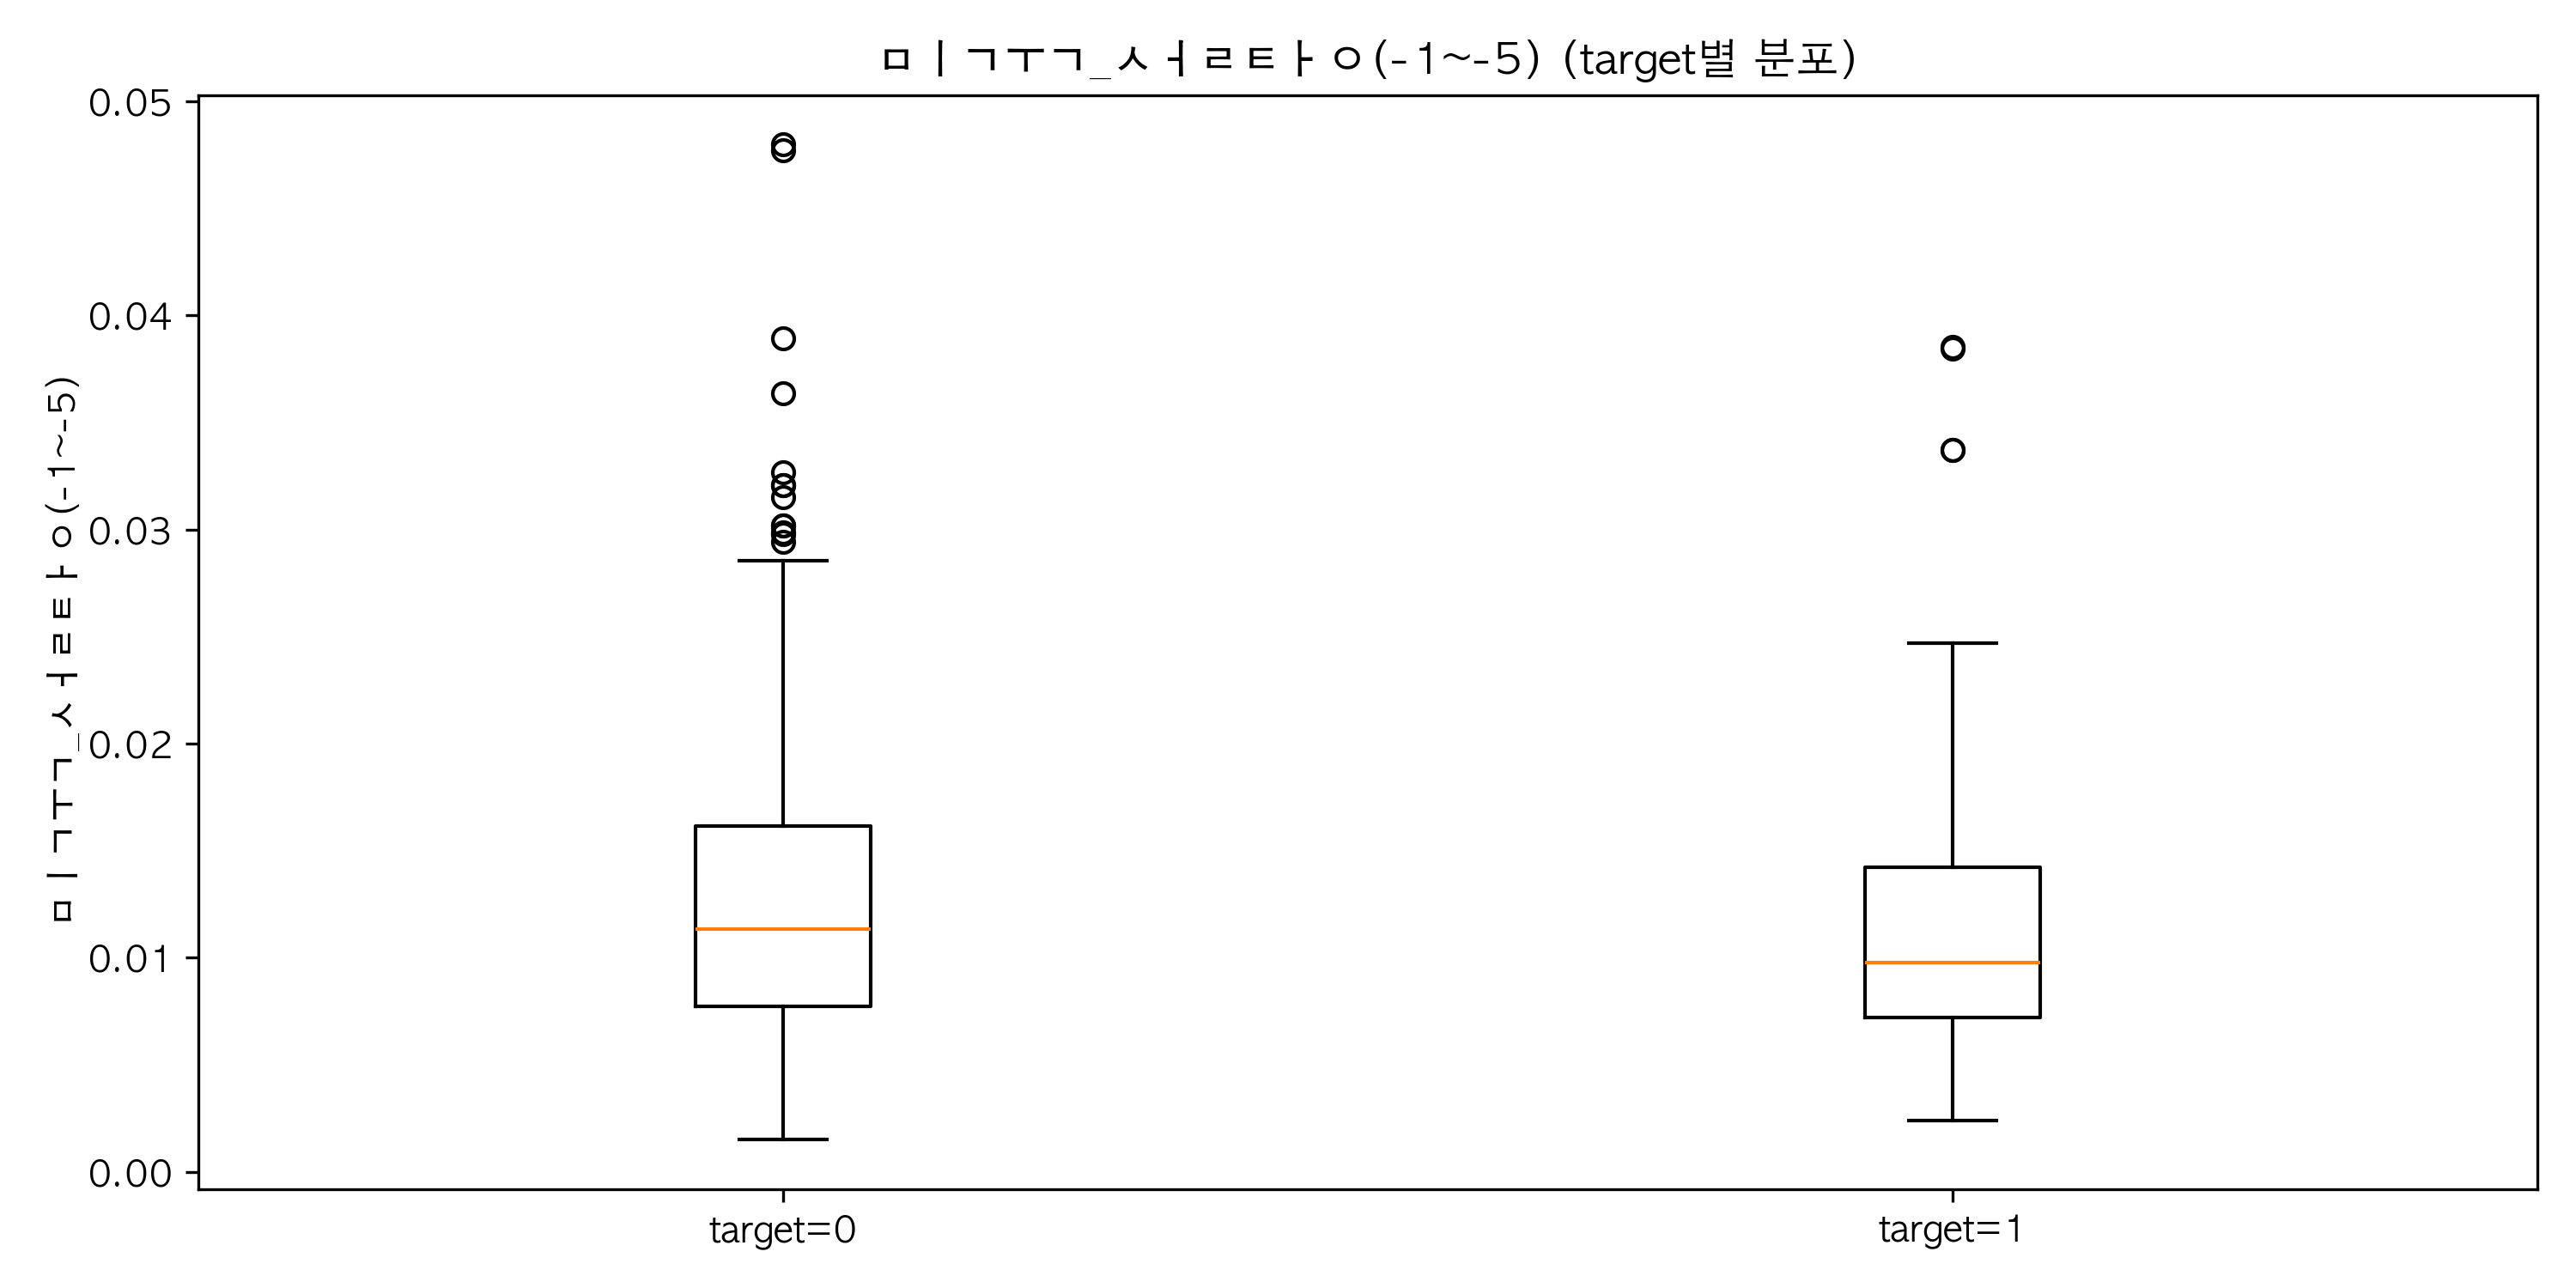 ㅁㅣㄱㅜㄱ_ㅅㅓㄹㅌㅏㅇ(-1~-5) (target별 분포)
ㅁㅣㄱㅜㄱ_ㅅㅓㄹㅌㅏㅇ(-1~-5)
0.05
0.04
0.03
0.02
0.01
0.00
target=0
target=1